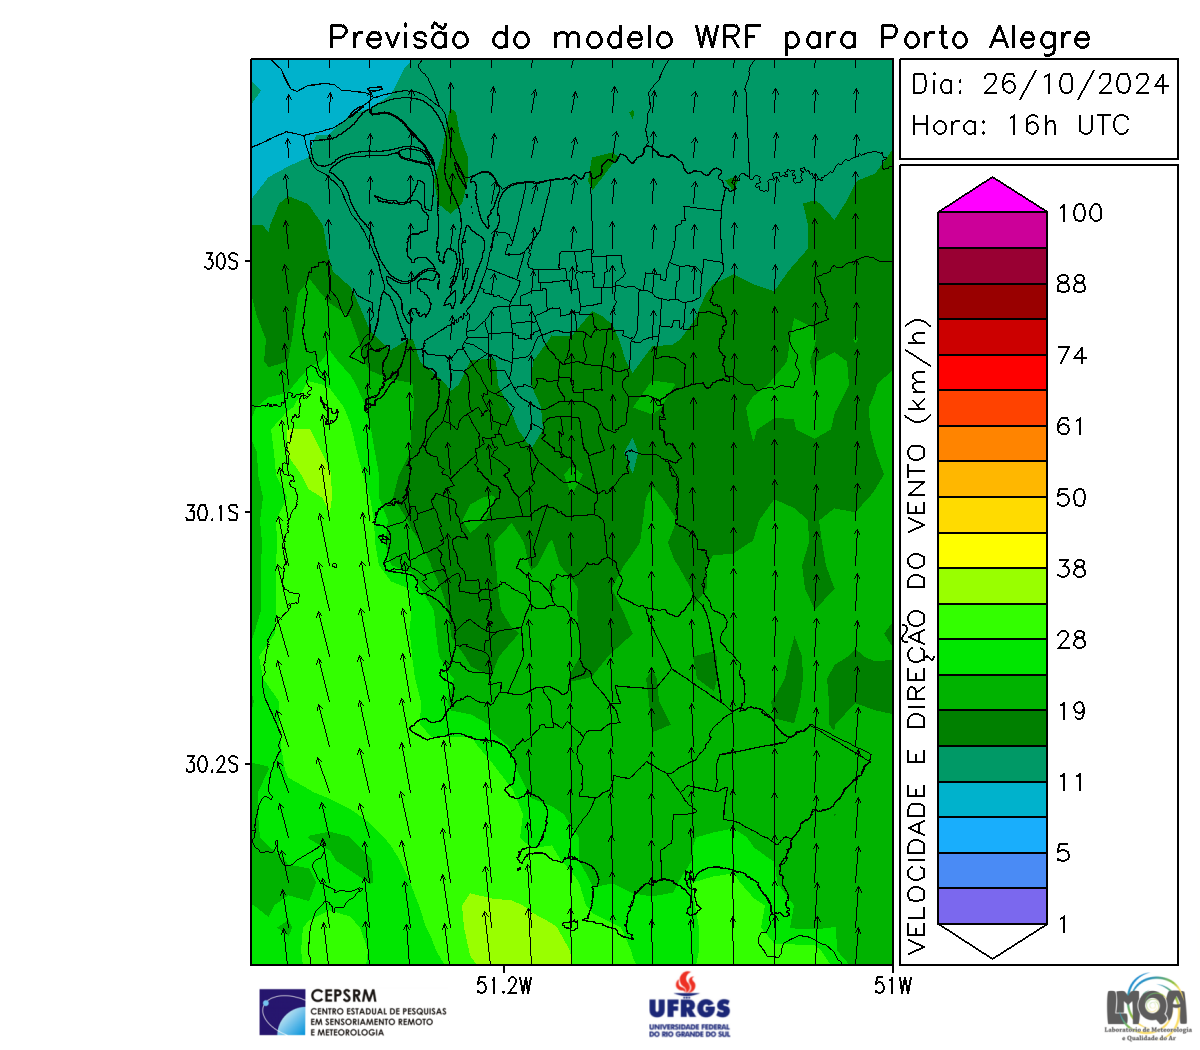 Previsão do modelo WRF para Porto Alegre
Dia: 26/10/2024
Hora: 16h UTC
30S
30.1S
30.2S
51.2W
51W
VELOCIDADE E DIREÇÃO DO VENTO (km/h)
100
88
74
61
50
38
28
19
11
5
1
CEPSRM
CENTRO ESTADUAL DE PESQUISAS
EM SENSORIAMENTO REMOTO
E METEOROLOGIA
UFRGS
UNIVERSIDADE FEDERAL
DO RIO GRANDE DO SUL
LMQA
Laboratório de Meteorologia
e Qualidade do Ar